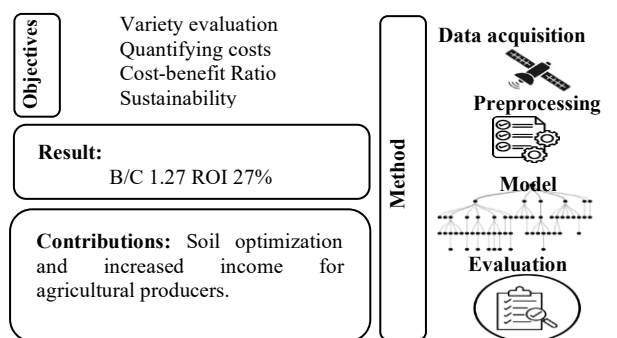 Objectives
Variety evaluation
Quantifying costs
Cost-benefit Ratio
Sustainability
Result:
B/C 1.27 ROI 27%
Contributions: Soil optimization
and increased income for
agricultural producers.
Method
Data acquisition
Preprocessing
Model
Evaluation